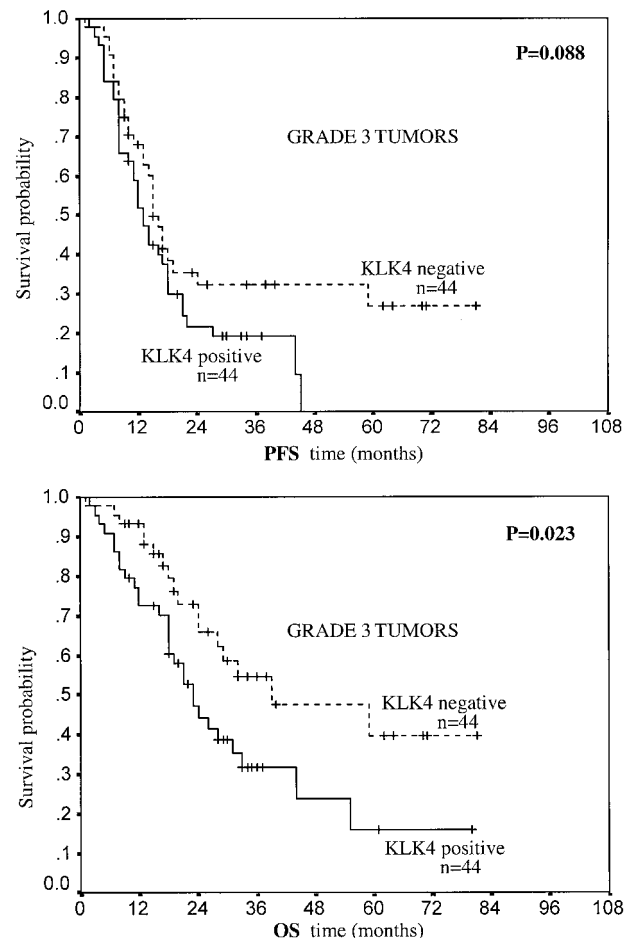 1.0
P=0.088
.9
.8
.7
GRADE 3 TUMORS
.6
.5
.4
KLK4 negative
n=44
.3
.2
KLK4 positive
n=44
.1
0.0
0 12 24 36 48 60 72 84 96 108
PFS time (months)
Survival probability
1.0
P=0.023
.9
.8
.7
GRADE 3 TUMORS
.6
.5
KLK4 negative
n=44
.4
.3
.2
KLK4 positive
n=44
.1
0.0
0 12 24 36 48 60 72 84 96 108
OS time (months)
Survival probability